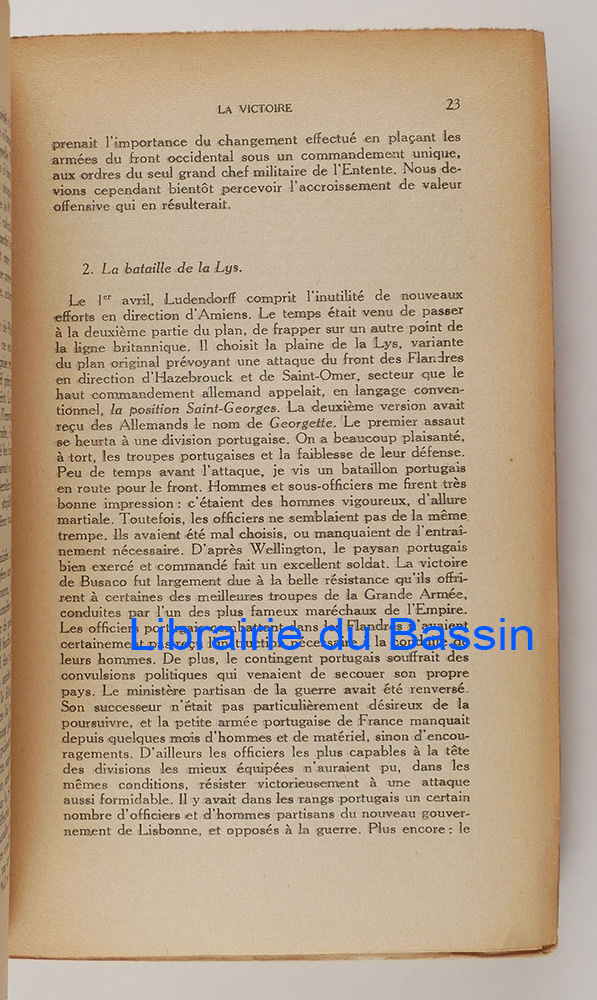 LA VICTOIRE 23
prenait l'importance du changement effectué en plaçant les
armées du front occidental sous un commandement unique,
aux ordres du seul grand chef militaire de l'Entente. Nous de-
vions cependant bientôt percevoir l'accroissement de valeur
offensive qui en résulterait.
2. La bataille de la Lys.
Le 1er avril, Ludendorff comprit l'inutilité de nouveaux
efforts en direction d'Amiens. Le temps était venu de passer
à la deuxième partie du plan, de frapper sur un autre point de
la ligne britannique. Il choisit la plaine de la Lys, variante
du plan original prévoyant une attaque du front des Flandres
en direction d'Hazebrouck et de Saint-Omer, secteur que le
haut commandement allemand appelait, en langage conven-
tionnel, la position Saint-Georges. La deuxième version avait
reçu des Allemands le nom de Georgette. Le premier assaut
se heurta à une division portugaise. On a beaucoup plaisanté,
à tort, les troupes portugaises et la faiblesse de leur défense.
Peu de temps avant l'attaque, je vis un bataillon portugais
en route pour le front. Hommes et sous-officiers me firent très
bonne impression : c'étaient des hommes vigoureux, d'allure
martiale. Toutefois, les officiers ne semblaient pas de la même
trempe. Ils avaient été mal choisis, ou manquaient de l'entraî-
nement nécessaire. D'après Wellington, le paysan portugais
bien exercé et commandé fait un excellent soldat. La victoire
de Busaco fut largement due à la belle résistance qu'ils offri-
rent à certaines des meilleures troupes de la Grande Armée,
conduites par l'un des plus fameux maréchaux de l'Empire.
Les officiers portugais combattant dans les Flandres n'avaient
certainement pas reçu l'instruction nécessaire à la conduite de
Librairie du Bassin
leurs hommes. De plus, le contingent portugais souffrait des
convulsions politiques qui venaient de secouer son propre
pays. Le ministère partisan de la guerre avait été renversé.
Son successeur n'était pas particulièrement désireux de la
poursuivre, et la petite armée portugaise de France manquait
depuis quelques mois d'hommes et de matériel, sinon d'encou-
ragements. D'ailleurs les officiers les plus capables à la tête
des divisions les mieux équipées n'auraient pu, dans les
mêmes conditions, résister victorieusement à une attaque
aussi formidable. Il y avait dans les rangs portugais un certain
nombre d'officiers et d'hommes partisans du nouveau gouver-
nement de Lisbonne, et opposés à la guerre. Plus encore : le